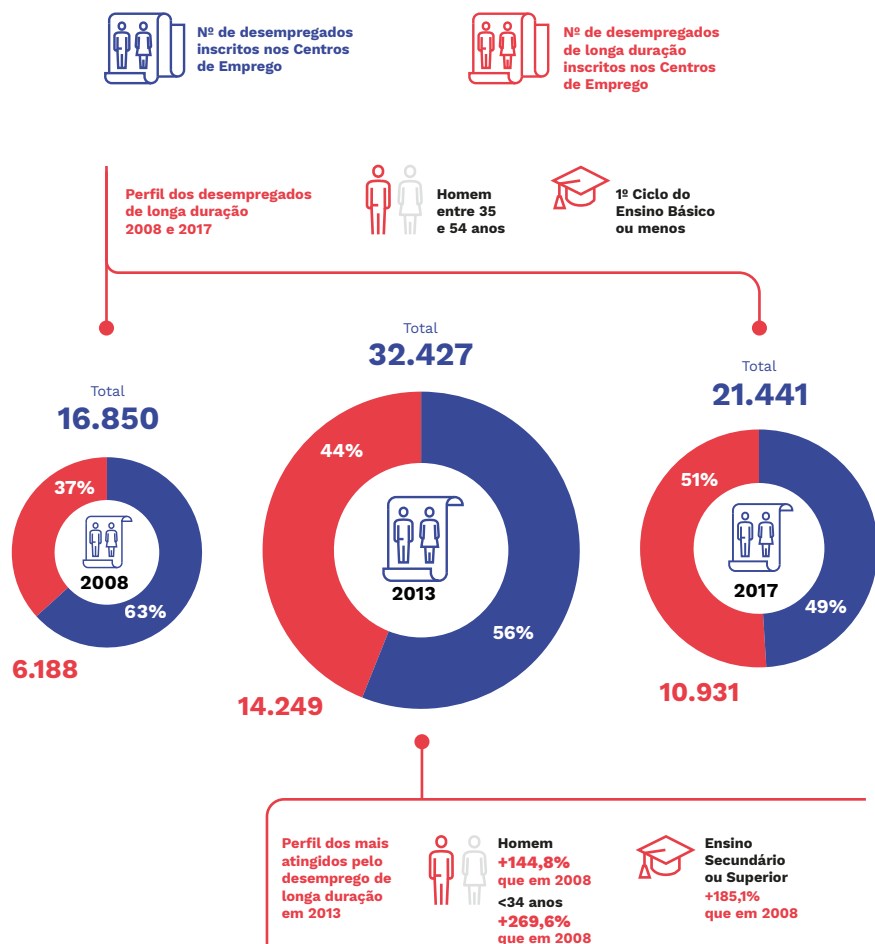 Nº de desempregados
inscritos nos Centros
de Emprego
Nº de desempregados
de longa duração
inscritos nos Centros
de Emprego
Perfil dos desempregados
de longa duração
2008 e 2017
Homem
entre 35
e 54 anos
1º Ciclo do
Ensino Básico
ou menos
Total
16.850
37%
2008
63%
6.188
Total
32.427
44%
2013
56%
14.249
Total
21.441
51%
2017
49%
10.931
Perfil dos mais
atingidos pelo
desemprego de
longa duração
em 2013
Homem
+144,8%
que em 2008
<34 anos
+269,6%
que em 2008
Ensino
Secundário
ou Superior
+185,1%
que em 2008